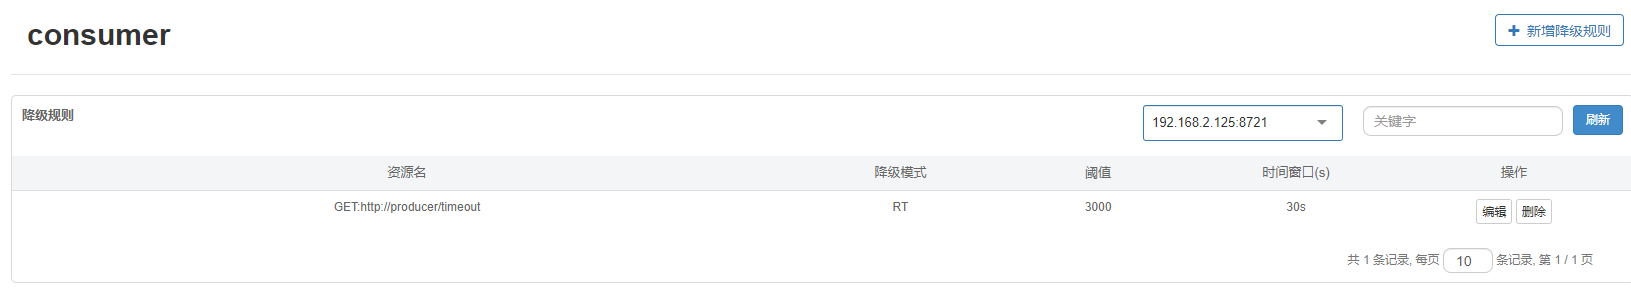 consumer
新增降级规则
降级规则
192.168.2.125:8721
关键字
刷新
资源名 降级模式 阈值 时间窗口(s) 操作
GET:http://producer/timeout RT 3000 30s 编辑 删除
共 1 条记录, 每页 10 条记录, 第 1 / 1 页